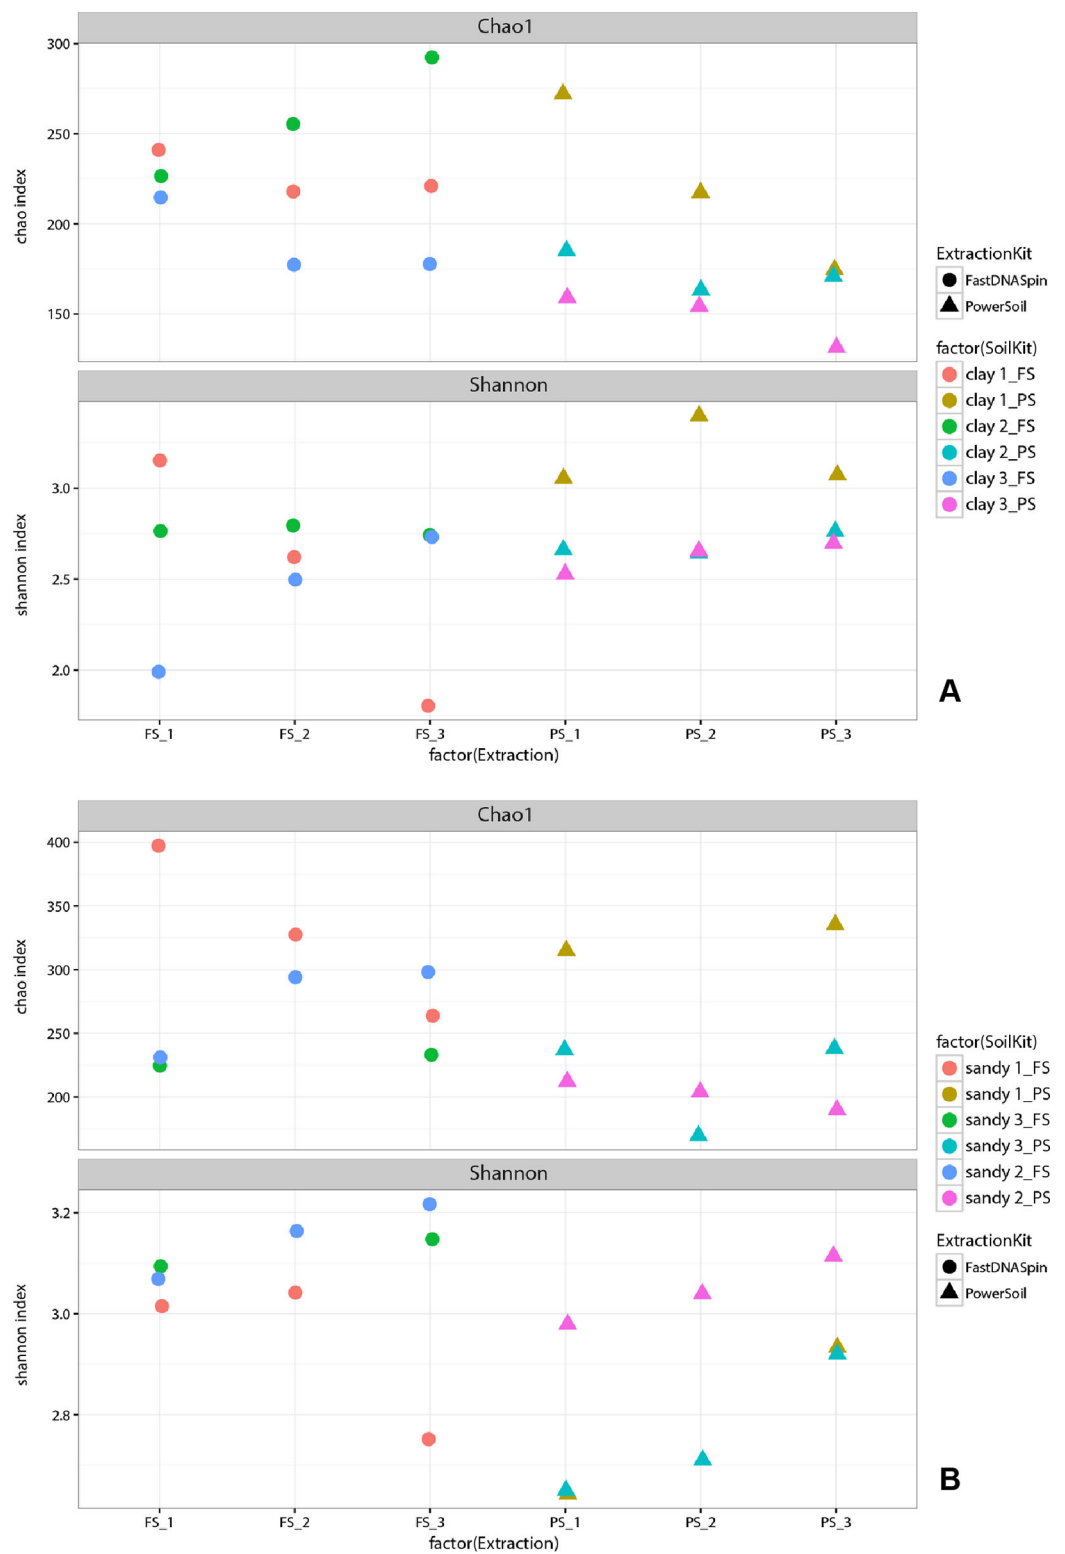 Chao1
300
250
200
150
chao index
Shannon
3.0
2.5
2.0
shannon index
FS_1 FS_2 FS_3 PS_1 PS_2 PS_3
factor(Extraction)
ExtractionKit
FastDNASpin
PowerSoil
factor(SoilKit)
clay 1_FS
clay 1_PS
clay 2_FS
clay 2_PS
clay 3_FS
clay 3_PS
A
Chao1
400
350
300
250
200
chao index
Shannon
3.2
3.0
2.8
shannon index
FS_1 FS_2 FS_3 PS_1 PS_2 PS_3
factor(Extraction)
factor(SoilKit)
sandy 1_FS
sandy 1_PS
sandy 3_FS
sandy 3_PS
sandy 2_FS
sandy 2_PS
ExtractionKit
FastDNASpin
PowerSoil
B